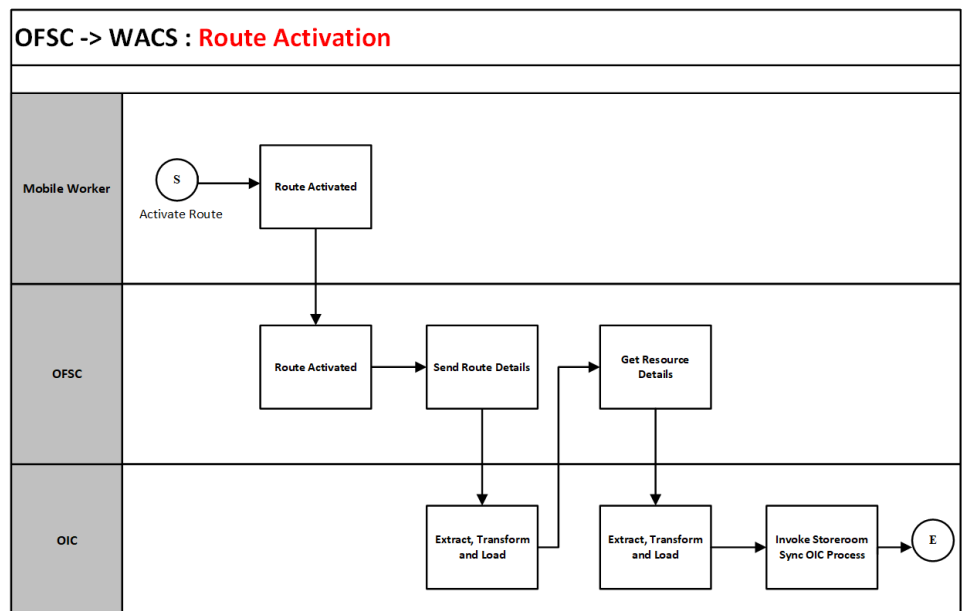 OFSC -> WACS : Route Activation
Mobile Worker
S
Activate Route
Route Activated
OFSC
Route Activated
Send Route Details
Get Resource
Details
OIC
Extract, Transform
and Load
Extract, Transform
and Load
Invoke Storeroom
Sync OIC Process
E